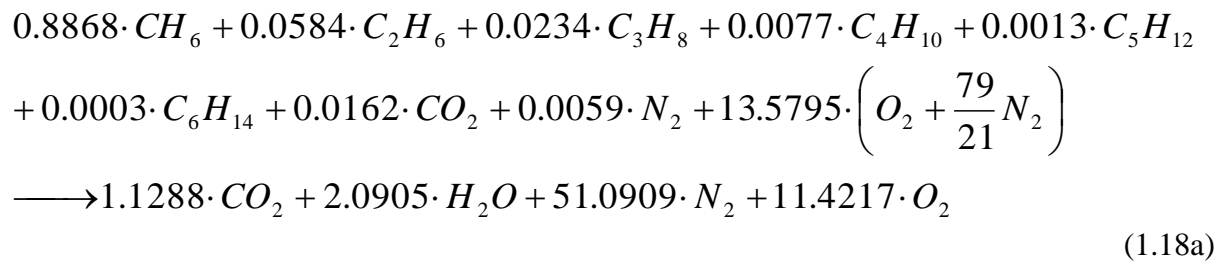 0.8868·CH₆ + 0.0584·C₂H₆ + 0.0234·C₃H₈ + 0.0077·C₄H₁₀ + 0.0013·C₅H₁₂
+ 0.0003·C₆H₁₄ + 0.0162·CO₂ + 0.0059·N₂ + 13.5795·(O₂ + 79/21 N₂)
⟶1.1288·CO₂ + 2.0905·H₂O + 51.0909·N₂ + 11.4217·O₂
(1.18a)